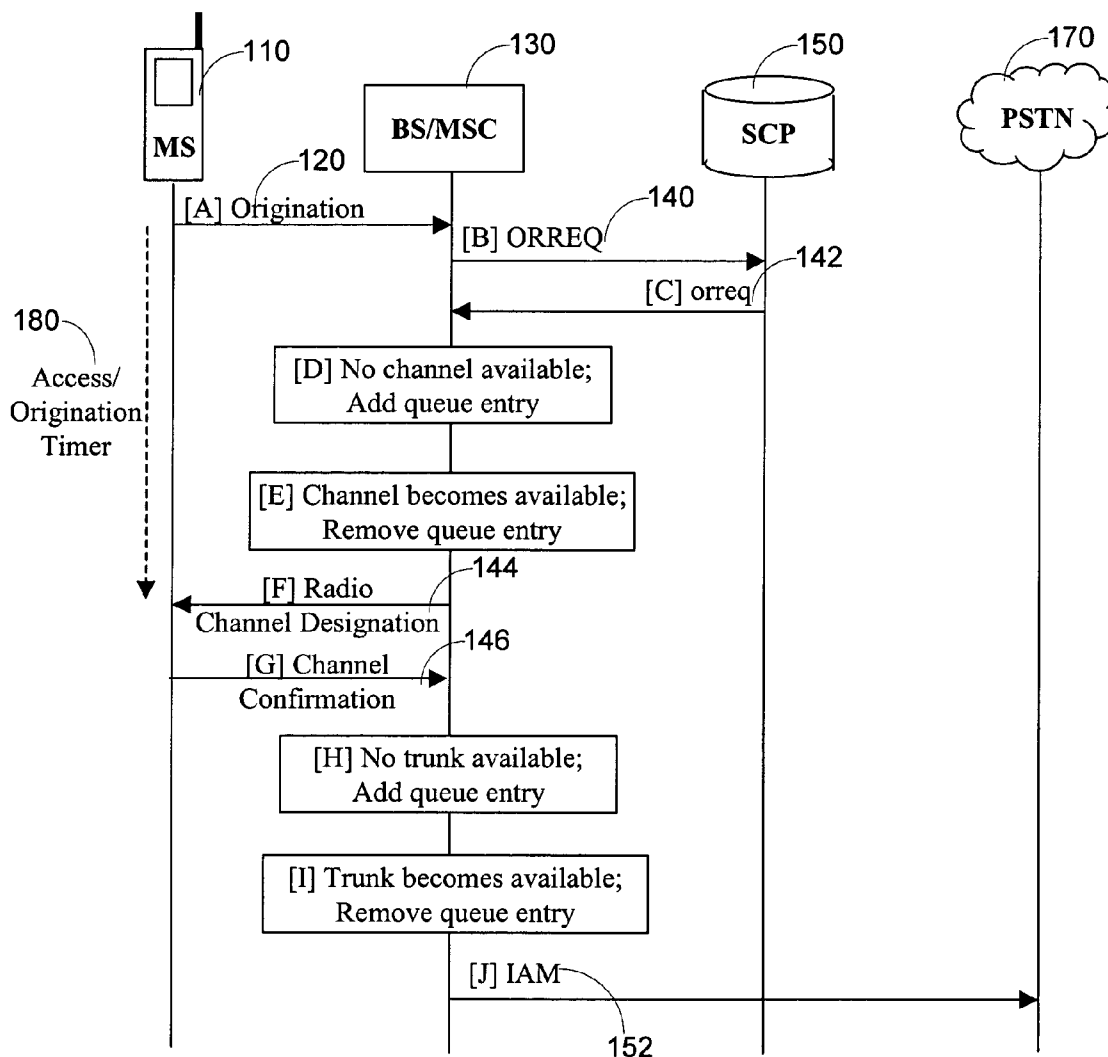 110
130
150
170
MS
BS/MSC
SCP
PSTN
120
[A] Origination
140
[B] ORREQ
142
[C] orreq
180
Access/
Origination
Timer
[D] No channel available;
Add queue entry
[E] Channel becomes available;
Remove queue entry
144
[F] Radio
Channel Designation
146
[G] Channel
Confirmation
[H] No trunk available;
Add queue entry
[I] Trunk becomes available;
Remove queue entry
[J] IAM
152